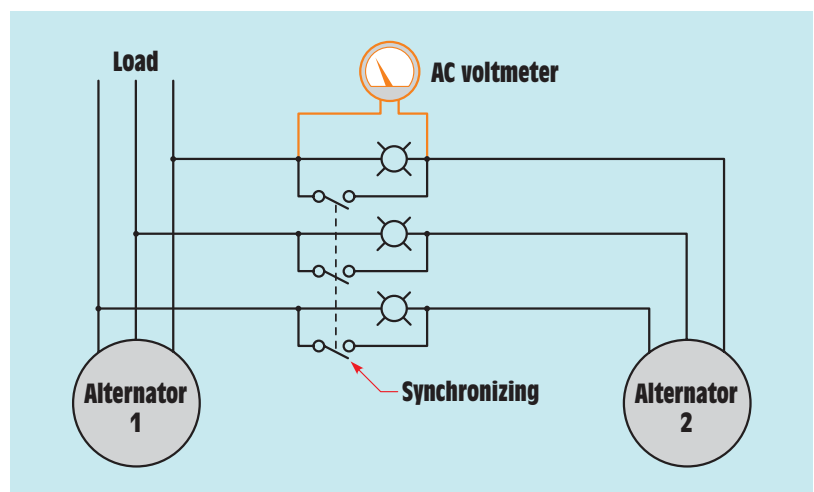 Load
AC voltmeter
Synchronizing
Alternator
1
Alternator
2